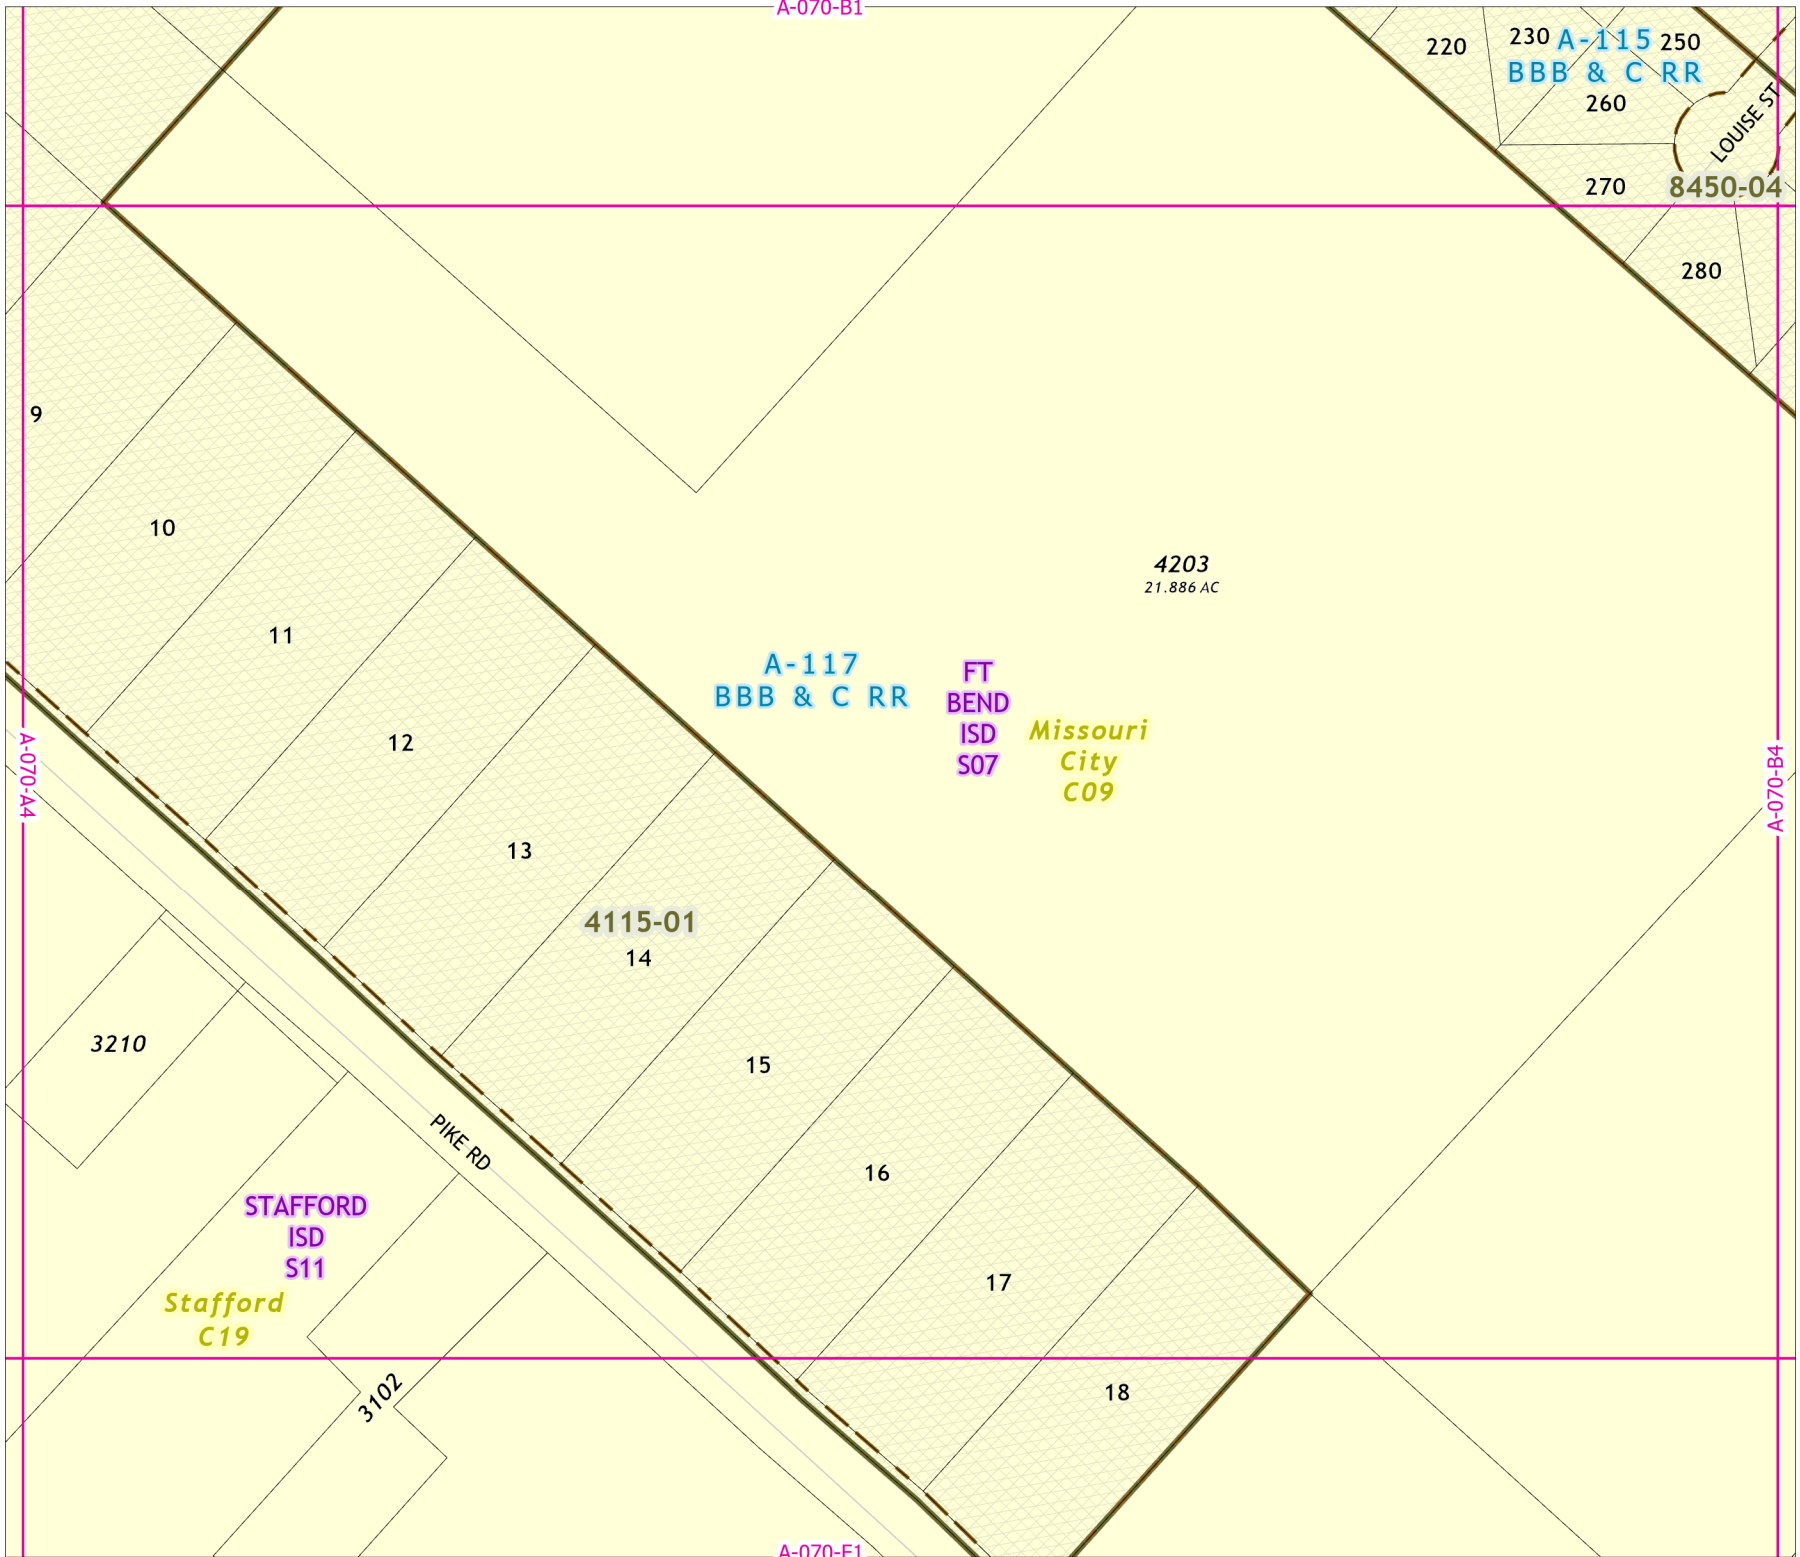 A-070-B1
220
230
A-115
BBB & C RR
250
260
LOUISE ST
270
8450-04
280
9
10
4203
21.886 AC
11
A-117
BBB & C RR
FT
BEND
ISD
S07
Missouri
City
C09
12
A-070-A4
A-070-B4
13
4115-01
14
3210
15
PIKE RD
16
STAFFORD
ISD
S11
Stafford
C19
17
3102
18